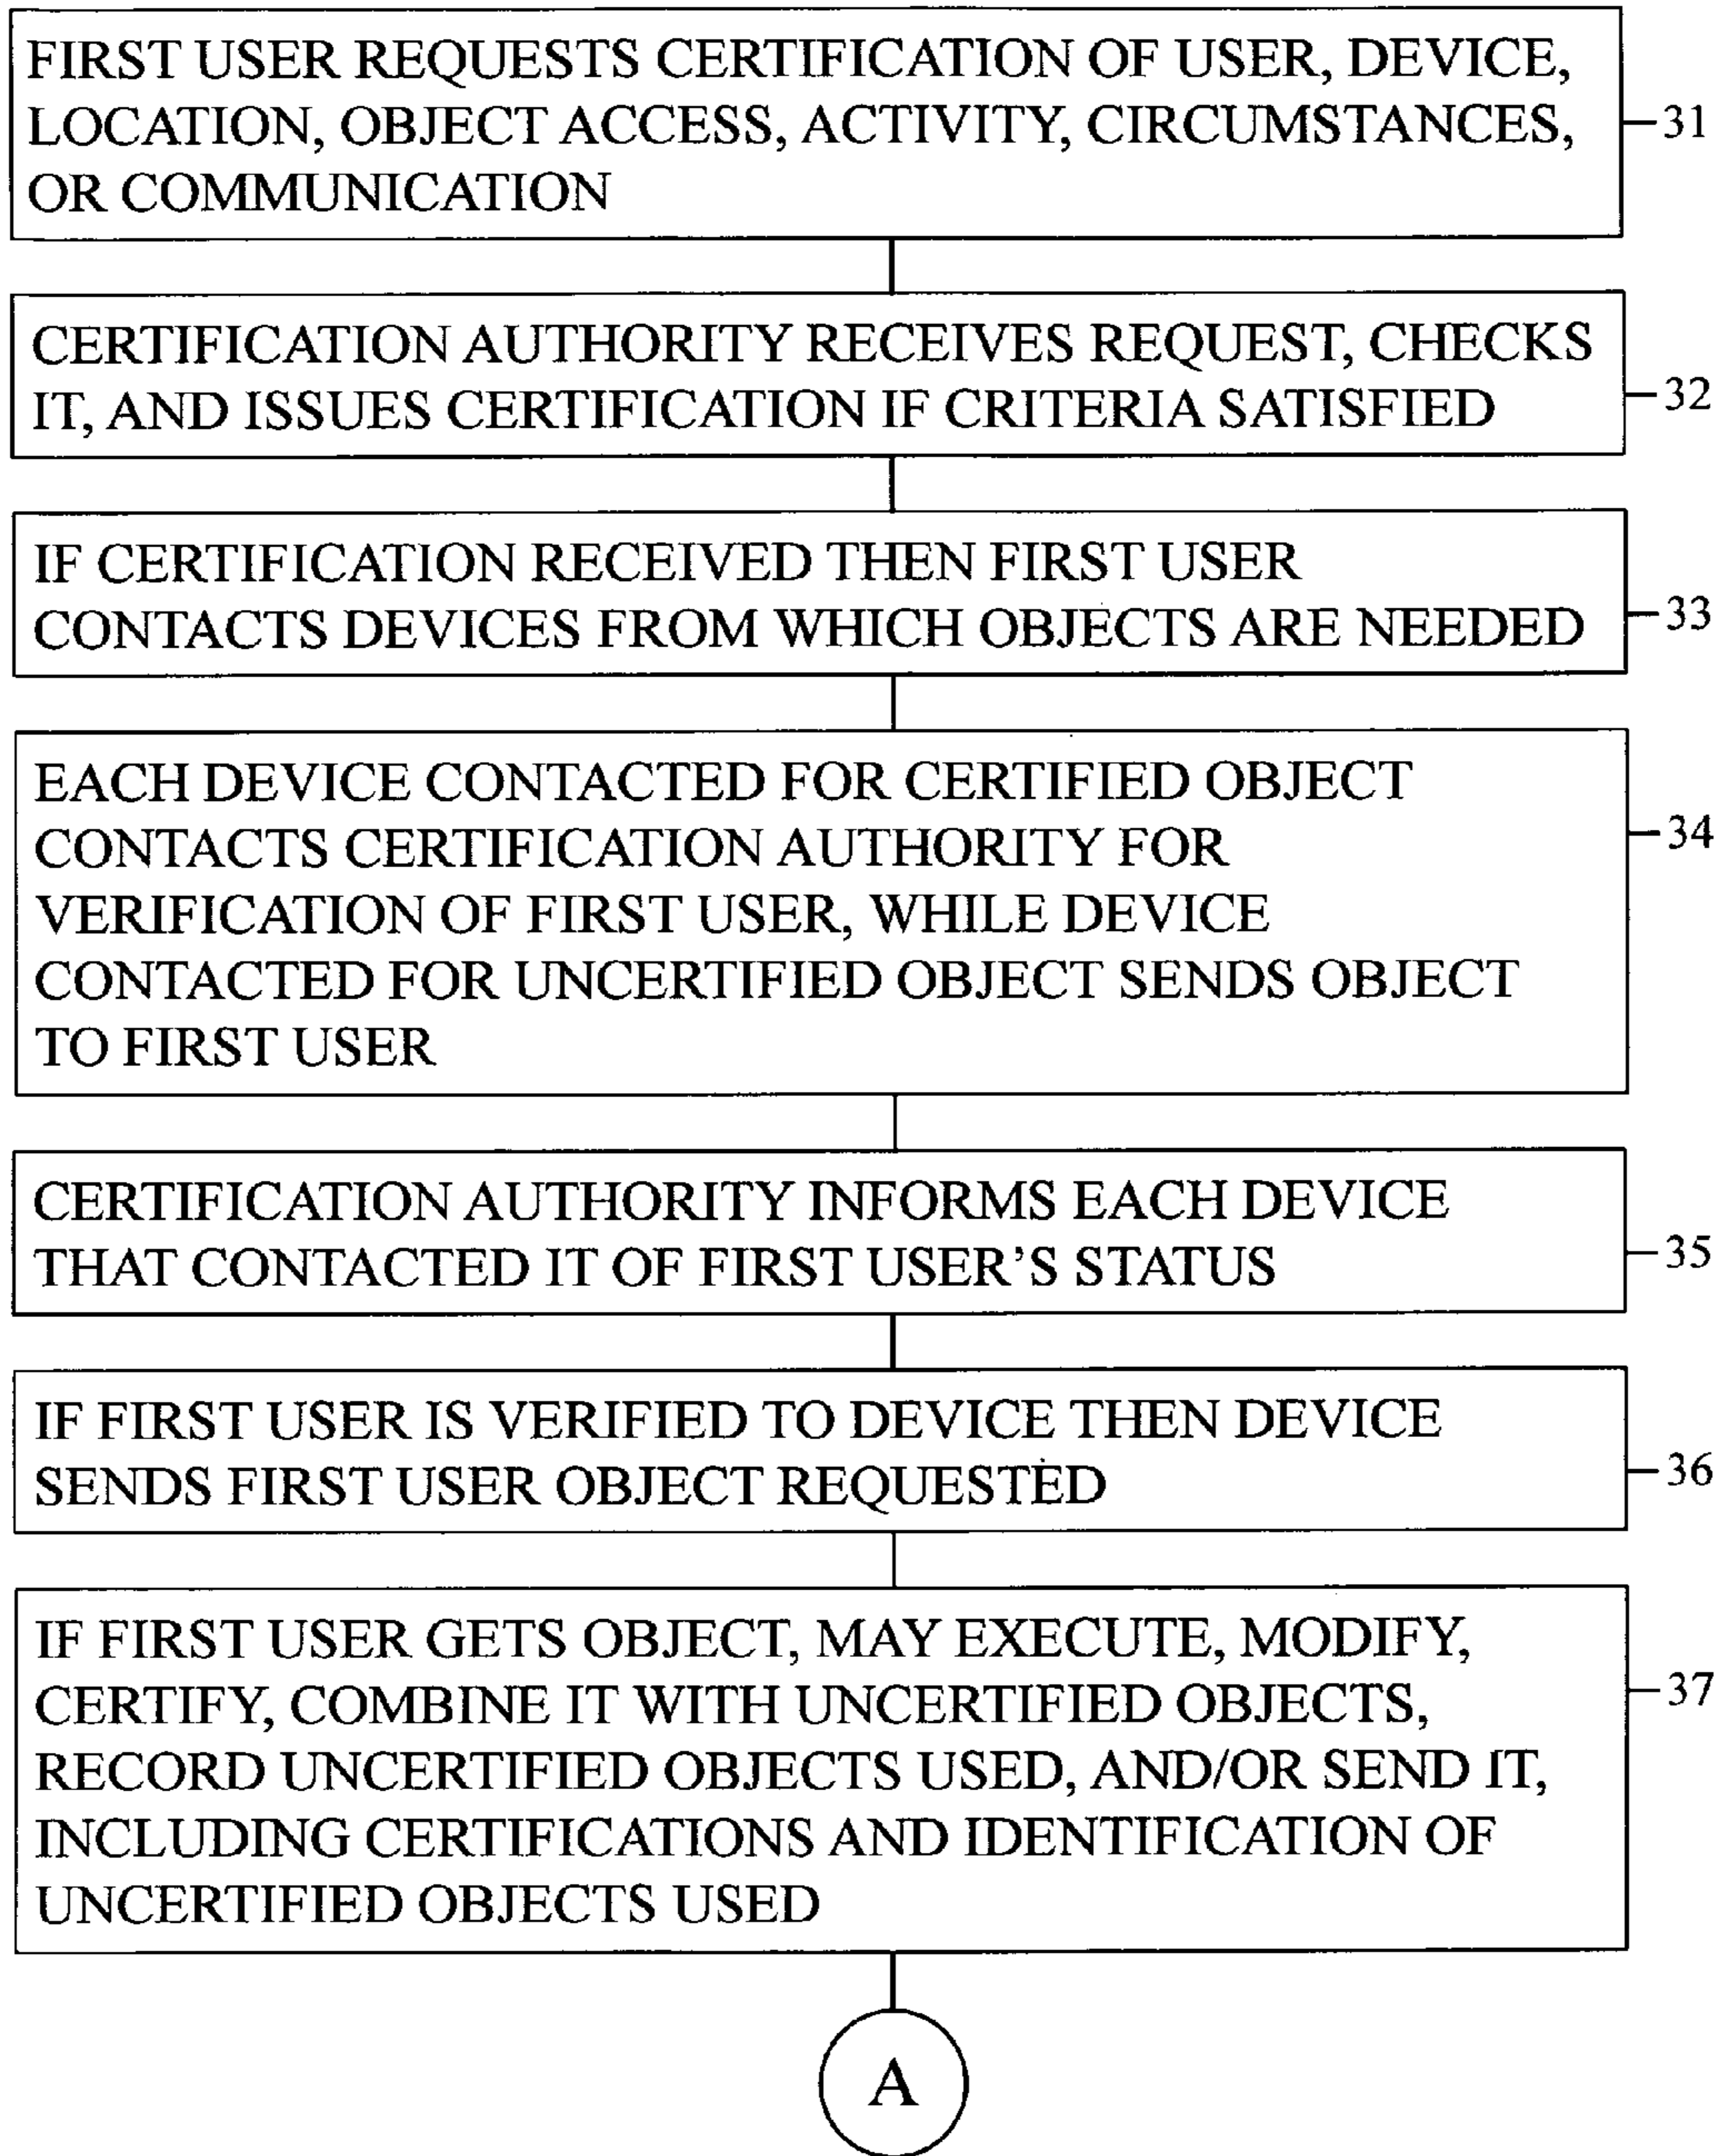 FIRST USER REQUESTS CERTIFICATION OF USER, DEVICE,
LOCATION, OBJECT ACCESS, ACTIVITY, CIRCUMSTANCES,
OR COMMUNICATION
31
CERTIFICATION AUTHORITY RECEIVES REQUEST, CHECKS
IT, AND ISSUES CERTIFICATION IF CRITERIA SATISFIED
32
IF CERTIFICATION RECEIVED THEN FIRST USER
CONTACTS DEVICES FROM WHICH OBJECTS ARE NEEDED
33
EACH DEVICE CONTACTED FOR CERTIFIED OBJECT
CONTACTS CERTIFICATION AUTHORITY FOR
VERIFICATION OF FIRST USER, WHILE DEVICE
CONTACTED FOR UNCERTIFIED OBJECT SENDS OBJECT
TO FIRST USER
34
CERTIFICATION AUTHORITY INFORMS EACH DEVICE
THAT CONTACTED IT OF FIRST USER’S STATUS
35
IF FIRST USER IS VERIFIED TO DEVICE THEN DEVICE
SENDS FIRST USER OBJECT REQUESTED
36
IF FIRST USER GETS OBJECT, MAY EXECUTE, MODIFY,
CERTIFY, COMBINE IT WITH UNCERTIFIED OBJECTS,
RECORD UNCERTIFIED OBJECTS USED, AND/OR SEND IT,
INCLUDING CERTIFICATIONS AND IDENTIFICATION OF
UNCERTIFIED OBJECTS USED
37
A